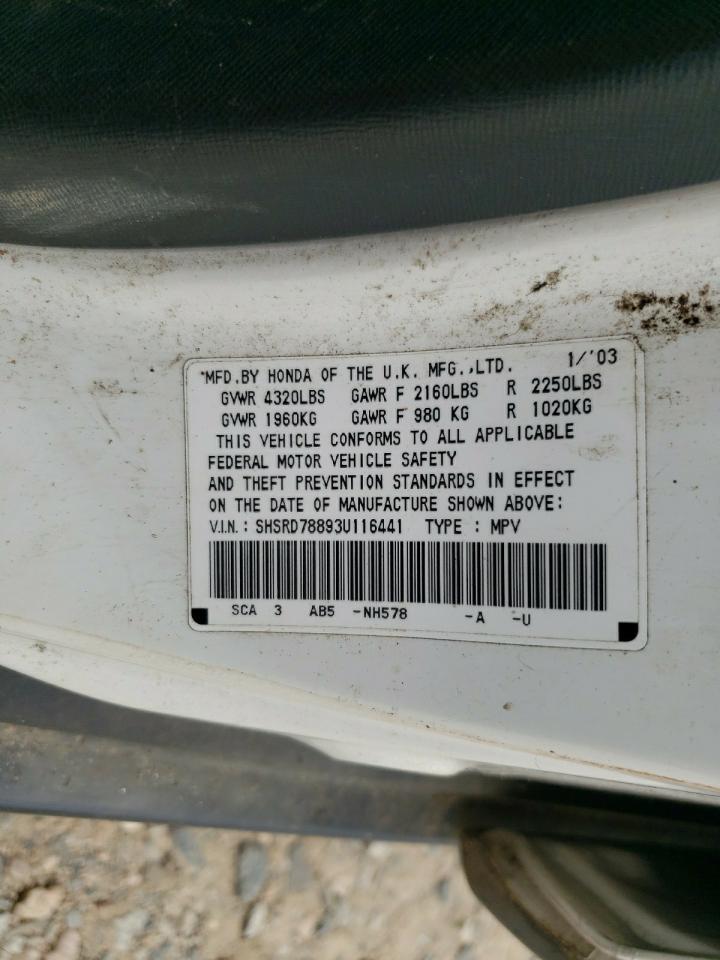 *MFD.BY HONDA OF THE U.K. MFG.,LTD. 1/'03
GVWR 4320LBS GAWR F 2160LBS R 2250LBS
GVWR 1960KG GAWR F 980 KG R 1020KG
THIS VEHICLE CONFORMS TO ALL APPLICABLE
FEDERAL MOTOR VEHICLE SAFETY
AND THEFT PREVENTION STANDARDS IN EFFECT
ON THE DATE OF MANUFACTURE SHOWN ABOVE:
V.I.N.: SHSRD78893U116441 TYPE : MPV
SCA 3 AB5 -NH578 -A -U